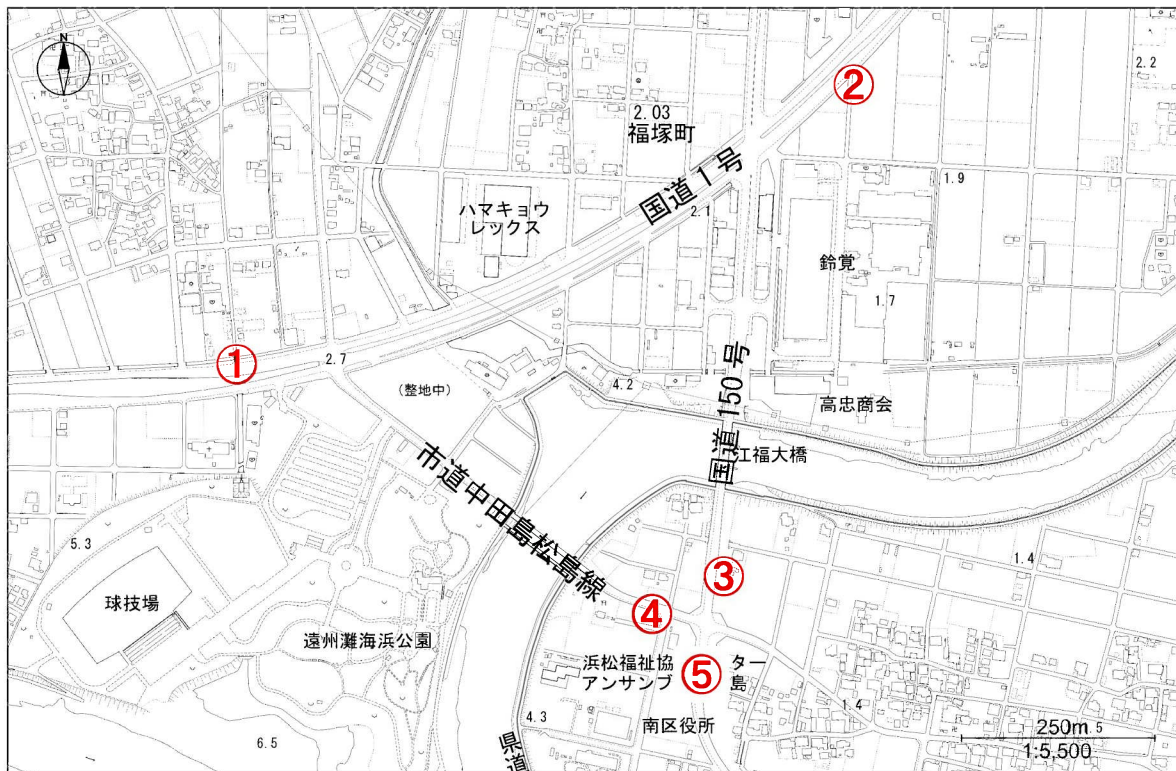 N
②
2.2
2.03
福塚町
国道1号
1.9
ハマキョウ
レックス
2.1
鈴覚
1.7
①
2.7
(整地中)
4.2
国道150号
高忠商会
江福大橋
市道中田島松島線
5.3
1.4
球技場
③
④
遠州灘海浜公園
浜松福祉協
アンサンブ
⑤
ター
島
1.4
4.3
南区役所
県道
6.5
250m
5
1:5,500